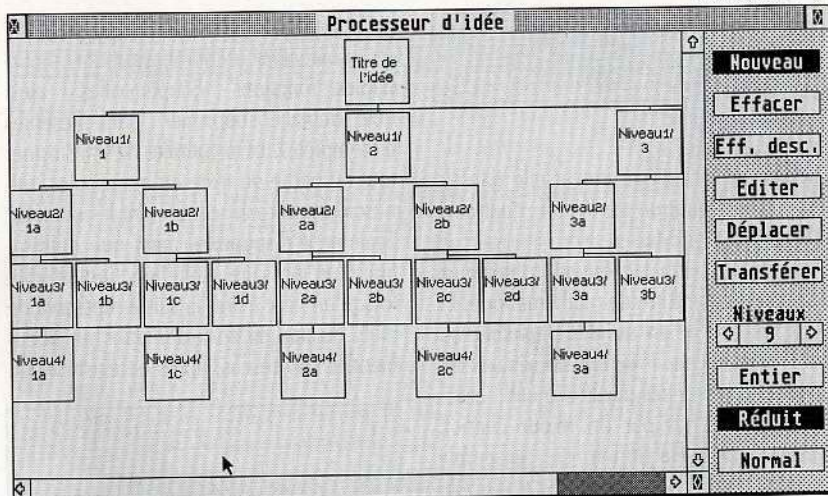 Processeur d'idée
Titre de
l'idée
Niveau1/
1
Niveau1/
2
Niveau1/
3
Niveau2/
1a
Niveau2/
1b
Niveau2/
2a
Niveau2/
2b
Niveau2/
3a
Niveau3/
1a
Niveau3/
1b
Niveau3/
1c
Niveau3/
1d
Niveau3/
2a
Niveau3/
2b
Niveau3/
2c
Niveau3/
2d
Niveau3/
3a
Niveau3/
3b
Niveau4/
1a
Niveau4/
1c
Niveau4/
2a
Niveau4/
2c
Niveau4/
3a
Nouveau
Effacer
Eff. desc.
Editer
Déplacer
Transférer
Niveaux
9
Entier
Réduit
Normal